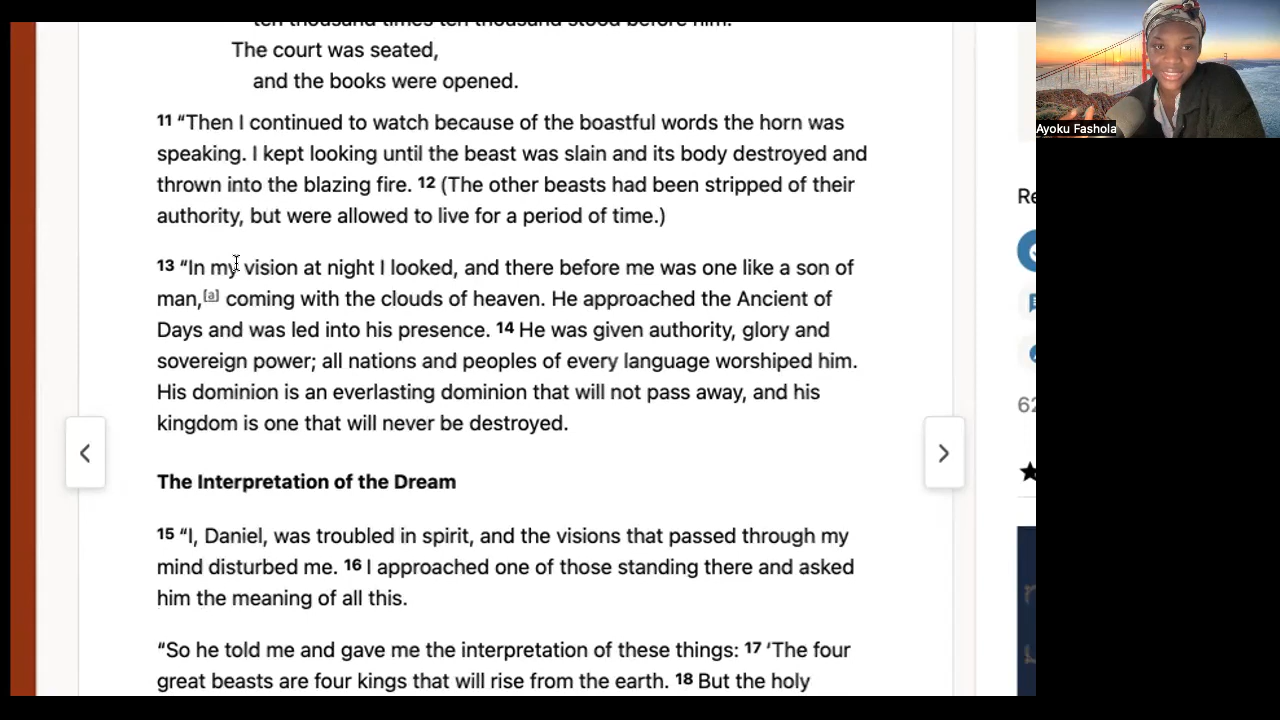 ten thousand times ten thousand stood before him.
The court was seated,
and the books were opened.
11 “Then I continued to watch because of the boastful words the horn was
speaking. I kept looking until the beast was slain and its body destroyed and
thrown into the blazing fire. 12 (The other beasts had been stripped of their
authority, but were allowed to live for a period of time.)
13 “In my vision at night I looked, and there before me was one like a son of
man,[a] coming with the clouds of heaven. He approached the Ancient of
Days and was led into his presence. 14 He was given authority, glory and
sovereign power; all nations and peoples of every language worshiped him.
His dominion is an everlasting dominion that will not pass away, and his
kingdom is one that will never be destroyed.
The Interpretation of the Dream
15 “I, Daniel, was troubled in spirit, and the visions that passed through my
mind disturbed me. 16 I approached one of those standing there and asked
him the meaning of all this.
“So he told me and gave me the interpretation of these things: 17 ‘The four
great beasts are four kings that will rise from the earth. 18 But the holy
Ayoku Fashola
Re
62